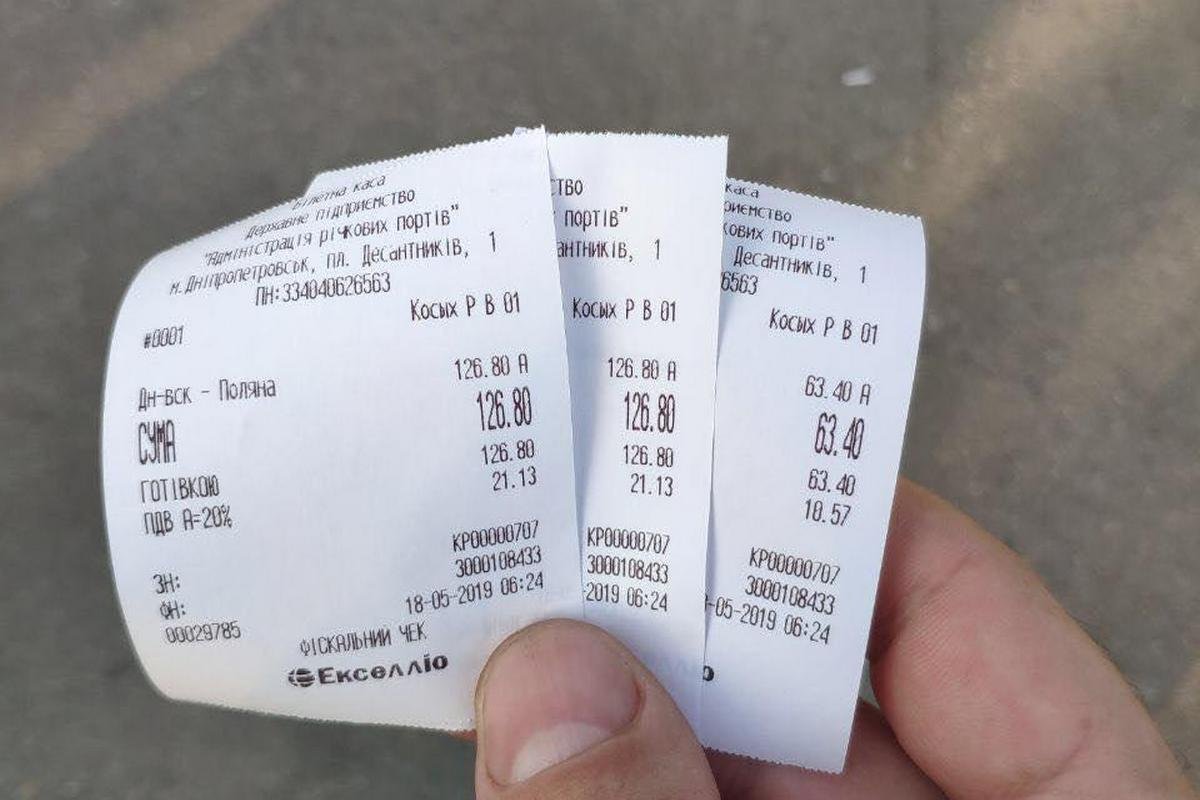 Білетна каса
Державне підприємство
"Адміністрація річкових портів"
м.Дніпропетровськ, пл. Десантників, 1
ПН:334040626563
Косых Р В 01
#0001
Дн-вск - Поляна 126.80 А
СУМА 126.80
ГОТІВКОЮ 126.80
ПДВ А=20% 21.13
ЗН: КР00000707
ФН: 3000108433
00029785 18-05-2019 06:24
ФІСКАЛЬНИЙ ЧЕК
Екселліо
ство
портів"
антників, 1
Косых Р В 01
126.80 А
126.80
126.80
21.13
КР00000707
3000108433
-2019 06:24
каса
риємство
кових портів"
Десантників, 1
6563
Косых Р В 01
63.40 А
63.40
63.40
10.57
КР00000707
3000108433
-05-2019 06:24
о